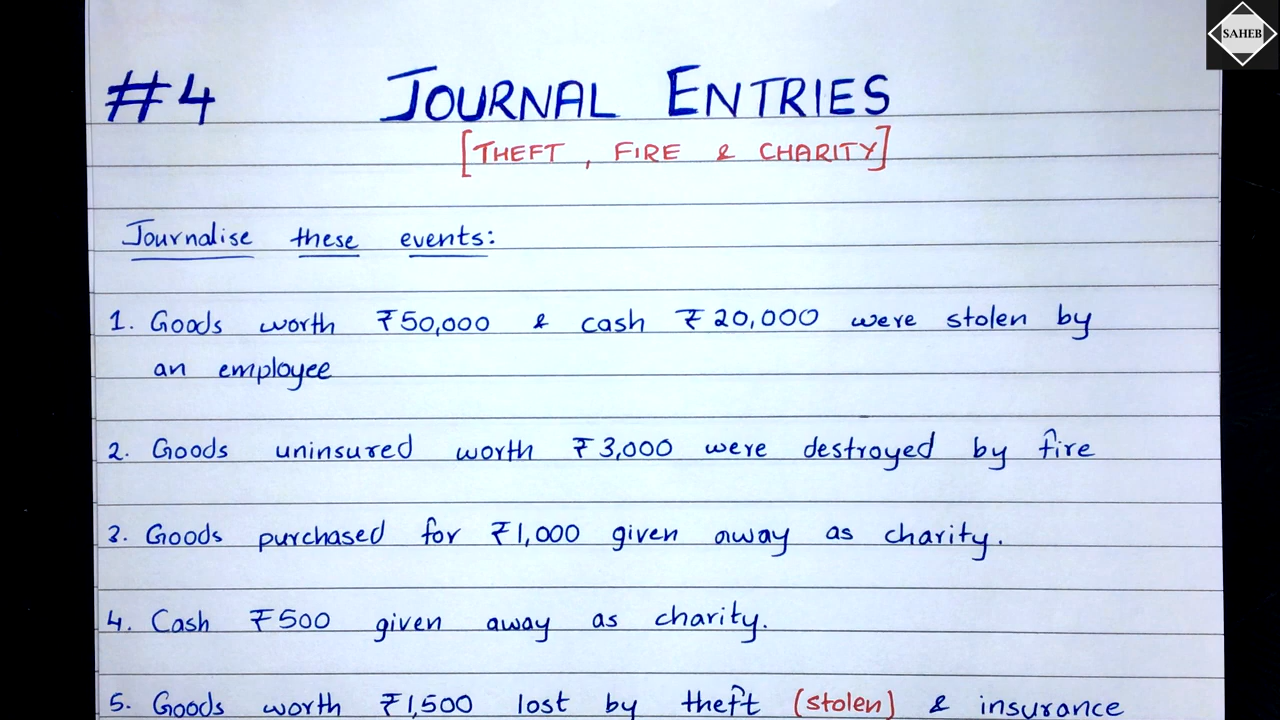 SAHEB
#4 JOURNAL ENTRIES
[THEFT, FIRE & CHARITY]
Journalise these events:
1. Goods worth ₹50,000 & cash ₹20,000 were stolen by
an employee
2. Goods uninsured worth ₹3,000 were destroyed by fire
3. Goods purchased for ₹1,000 given away as charity.
4. Cash ₹500 given away as charity.
5. Goods worth ₹1,500 lost by theft (stolen) & insurance